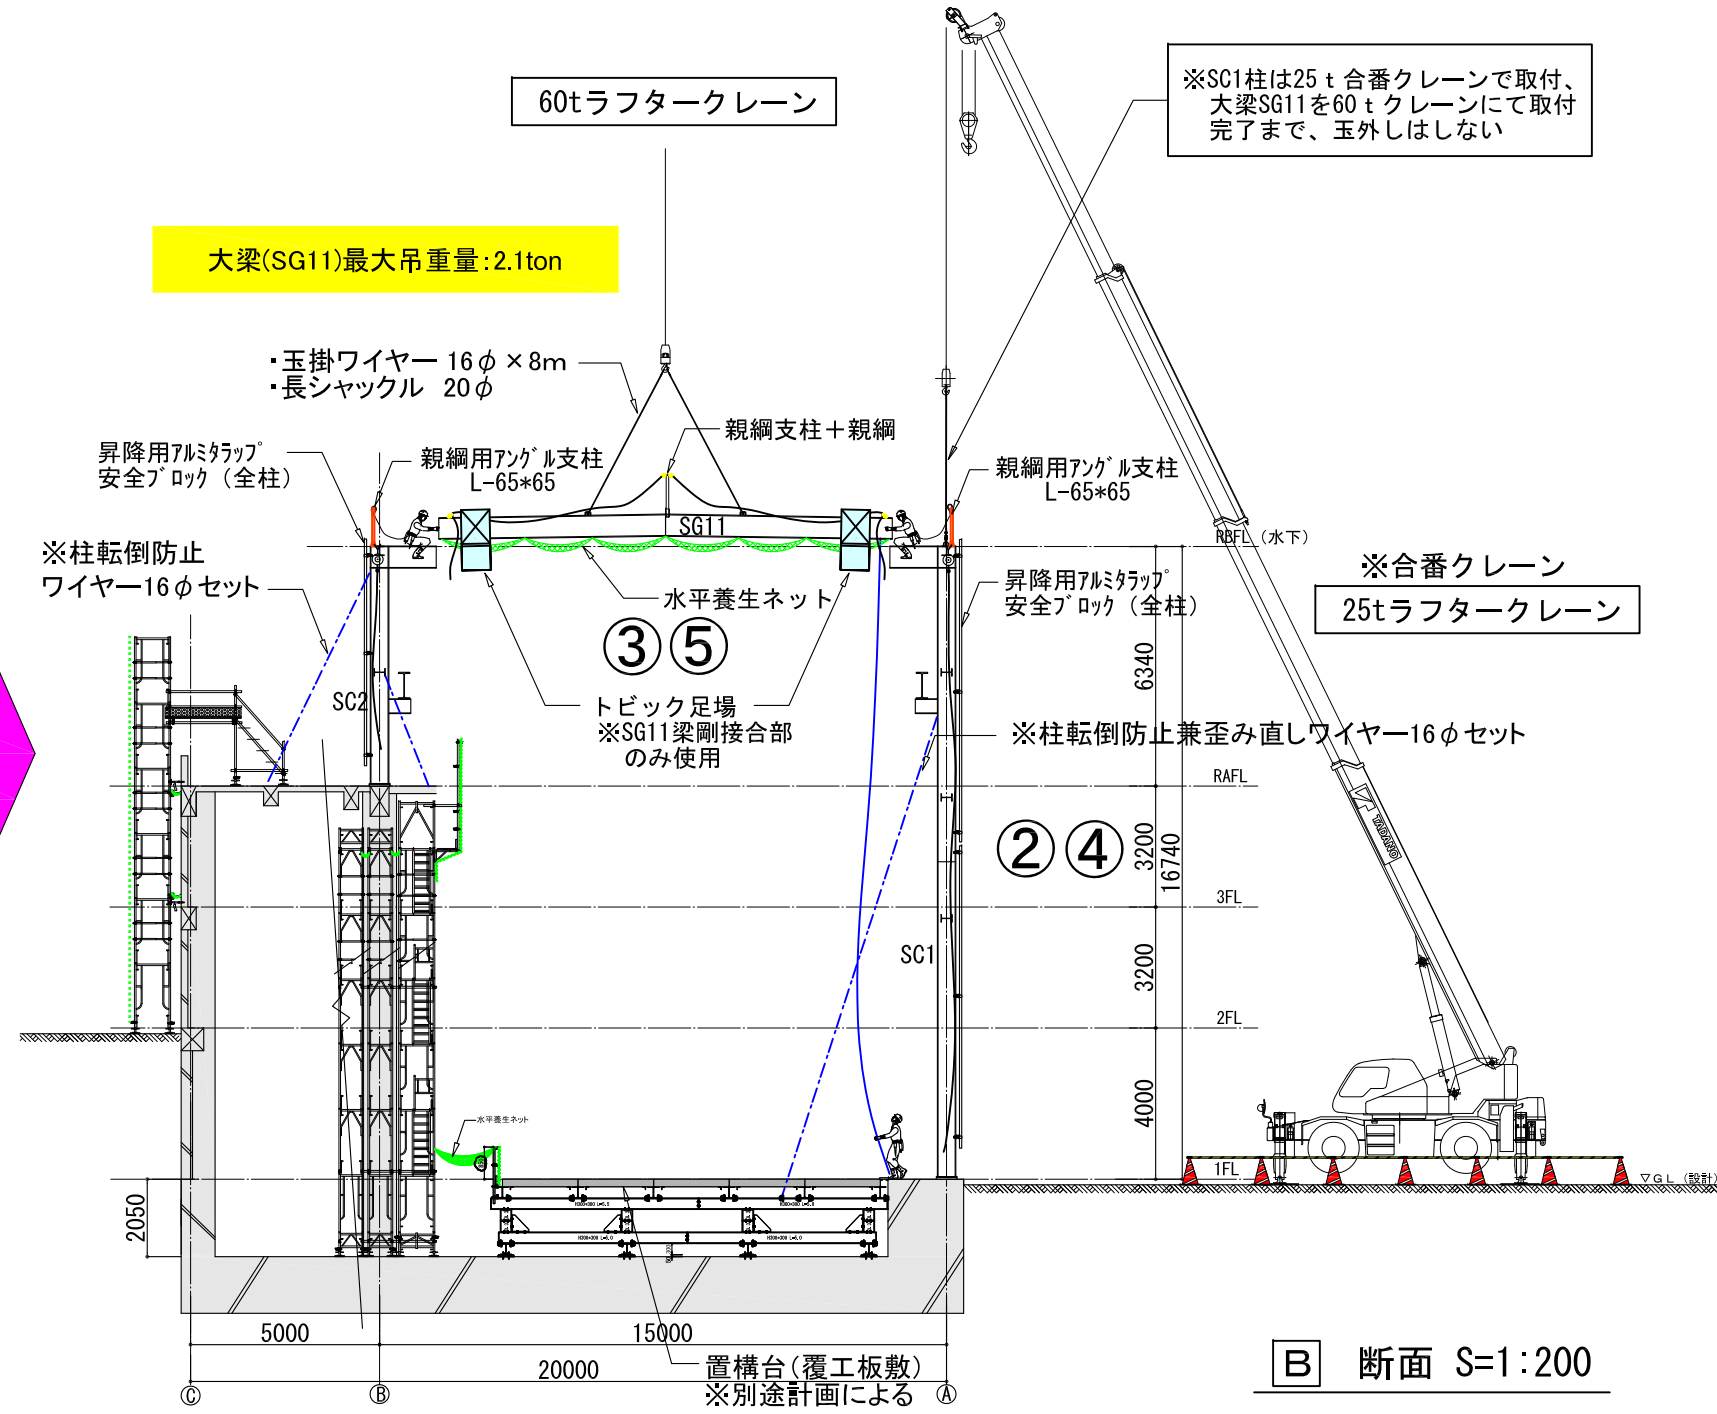 60tラフタークレーン
※SC1柱は25ｔ合番クレーンで取付、
大梁SG11を60ｔクレーンにて取付
完了まで、玉外しはしない
大梁(SG11)最大吊重量:2.1ton
・玉掛ワイヤー 16φ×8m
・長シャックル 20φ
昇降用ｱﾙﾐﾀﾗｯﾌﾟ
安全ﾌﾞﾛｯｸ（全柱）
親綱用ｱﾝｸﾞﾙ支柱
L-65*65
親綱支柱＋親綱
親綱用ｱﾝｸﾞﾙ支柱
L-65*65
SG11
RBFL（水下）
※柱転倒防止
ワイヤー16φセット
水平養生ネット
昇降用ｱﾙﾐﾀﾗｯﾌﾟ
安全ﾌﾞﾛｯｸ（全柱）
※合番クレーン
25tラフタークレーン
③⑤
6340
SC2
トビック足場
※SG11梁剛接合部
のみ使用
※柱転倒防止兼歪み直しワイヤー16φセット
RAFL
TADANO
②④
3200
16740
3FL
SC1
3200
2FL
4000
水平養生ネット
1FL
▽GL（設計）
2050
H300×300 L=5.5
H300×300 L=5.0
H300×300 L=5.0
5000
15000
20000
置構台(覆工板敷)
※別途計画による
Ⓒ
Ⓑ
Ⓐ
B 断面 S=1:200